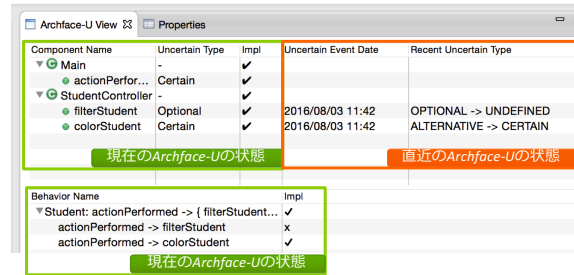 Archface-U View Properties
Component Name Uncertain Type Impl Uncertain Event Date Recent Uncertain Type
Main - ✔
actionPerfor... Certain ✔
StudentController - ✔
filterStudent Optional ✔ 2016/08/03 11:42 OPTIONAL -> UNDEFINED
colorStudent Certain ✔ 2016/08/03 11:42 ALTERNATIVE -> CERTAIN
現在のArchface-Uの状態 直近のArchface-Uの状態
Behavior Name Impl
Student: actionPerformed -> { filterStudent... ✔
actionPerformed -> filterStudent x
actionPerformed -> colorStudent ✔
現在のArchface-Uの状態